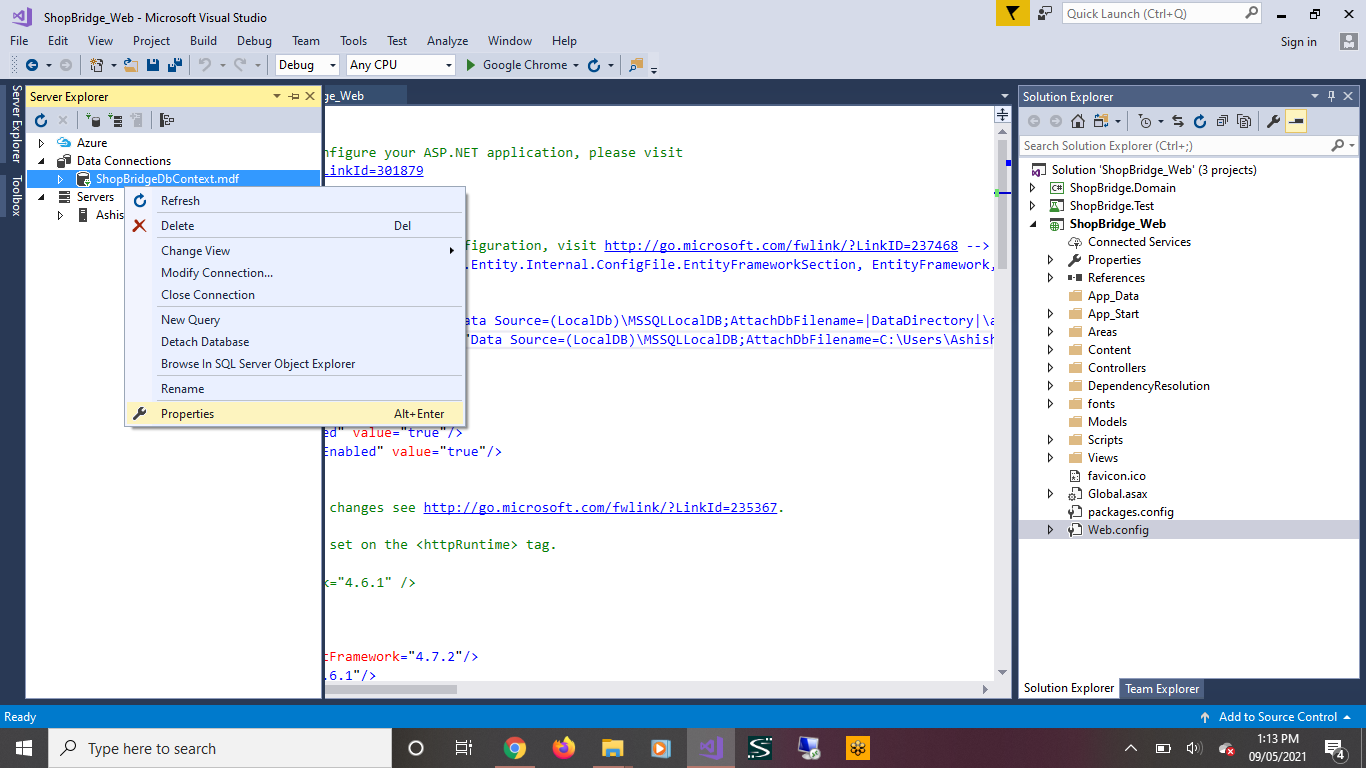 ShopBridge_Web - Microsoft Visual Studio
Quick Launch (Ctrl+Q)
File Edit View Project Build Debug Team Tools Test Analyze Window Help
Sign in
Debug Any CPU Google Chrome
Server Explorer
Toolbox
Server Explorer
Azure
Data Connections
ShopBridgeDbContext.mdf
Servers
Ashis
Refresh
Delete Del
Change View
Modify Connection...
Close Connection
New Query
Detach Database
Browse In SQL Server Object Explorer
Rename
Properties Alt+Enter
ge_Web
nfigure your ASP.NET application, please visit
LinkId=301879
figuration, visit http://go.microsoft.com/fwlink/?LinkID=237468 -->
.Entity.Internal.ConfigFile.EntityFrameworkSection, EntityFramework,
ata Source=(LocalDb)\MSSQLLocalDB;AttachDbFilename=|DataDirectory|\a
"Data Source=(LocalDB)\MSSQLLocalDB;AttachDbFilename=C:\Users\Ashish
ed" value="true"/>
Enabled" value="true"/>
changes see http://go.microsoft.com/fwlink/?LinkId=235367.
set on the <httpRuntime> tag.
k="4.6.1" />
tFramework="4.7.2"/>
.6.1"/>
Solution Explorer
Search Solution Explorer (Ctrl+;)
Solution 'ShopBridge_Web' (3 projects)
ShopBridge.Domain
ShopBridge.Test
ShopBridge_Web
Connected Services
Properties
References
App_Data
App_Start
Areas
Content
Controllers
DependencyResolution
fonts
Models
Scripts
Views
favicon.ico
Global.asax
packages.config
Web.config
Solution Explorer Team Explorer
Ready
Add to Source Control
Type here to search
1:13 PM
09/05/2021
4